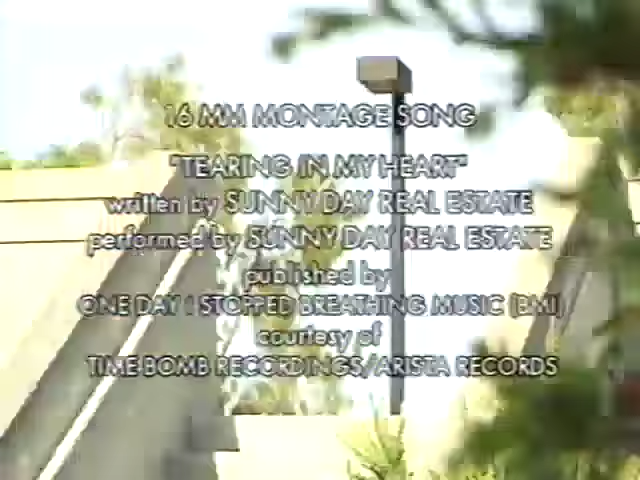 16 MM MONTAGE SONG
"TEARING IN MY HEART"
written by SUNNY DAY REAL ESTATE
performed by SUNNY DAY REAL ESTATE
published by
ONE DAY I STOPPED BREATHING MUSIC (BMI)
courtesy of
TIME BOMB RECORDINGS/ARISTA RECORDS